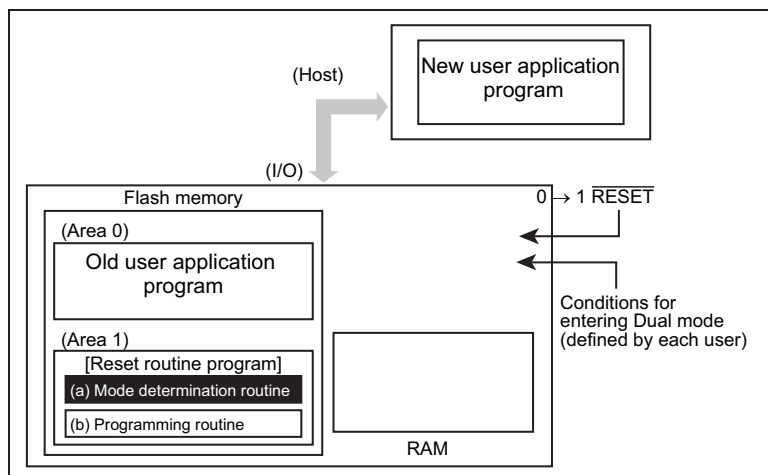 New user application
program
(Host)
(I/O)
Flash memory
0 → 1 RESET
(Area 0)
Old user application
program
Conditions for
entering Dual mode
(defined by each user)
(Area 1)
[Reset routine program]
(a) Mode determination routine
(b) Programming routine
RAM